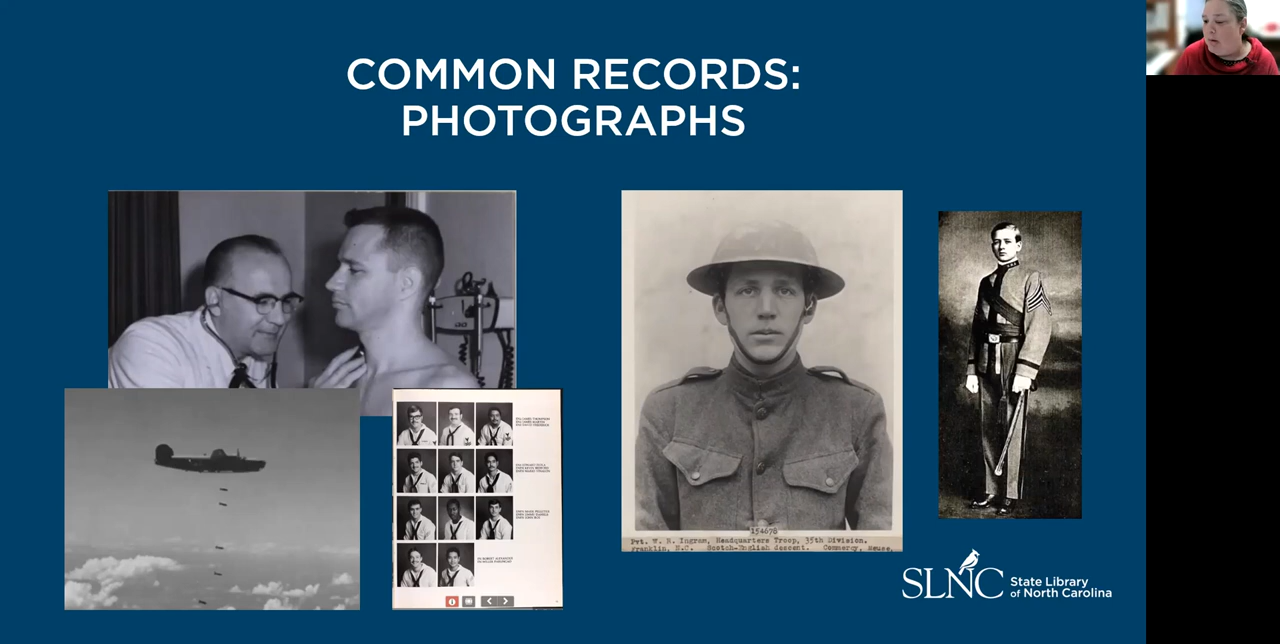 COMMON RECORDS:
PHOTOGRAPHS
154676
Pvt. W. R. Ingram, Headquarters Troop, 35th Division.
Franklin, N.C. Scotch-English descent. Commercy, Meuse,
SLNC
State Library
of North Carolina